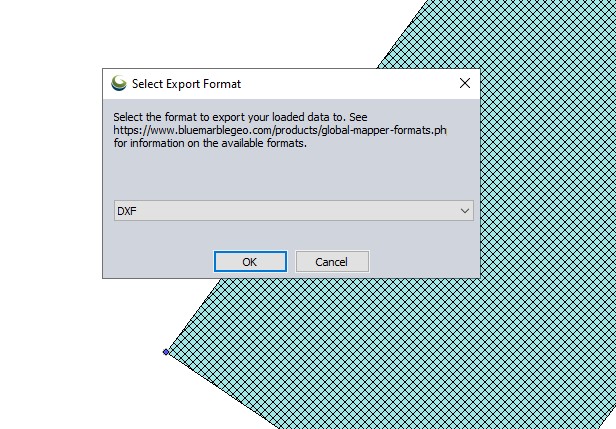 Select Export Format
Select the format to export your loaded data to. See
https://www.bluemarblegeo.com/products/global-mapper-formats.ph
for information on the available formats.
DXF
OK
Cancel